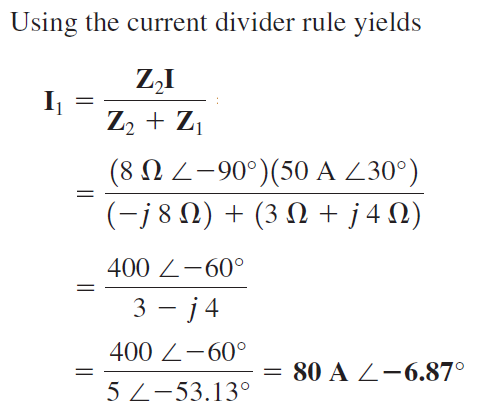 Using the current divider rule yields
I₁ = Z₂I / Z₂ + Z₁
= (8 Ω ∠−90°)(50 A ∠30°) / (−j 8 Ω) + (3 Ω + j 4 Ω)
= 400 ∠−60° / 3 − j 4
= 400 ∠−60° / 5 ∠−53.13° = 80 A ∠−6.87°